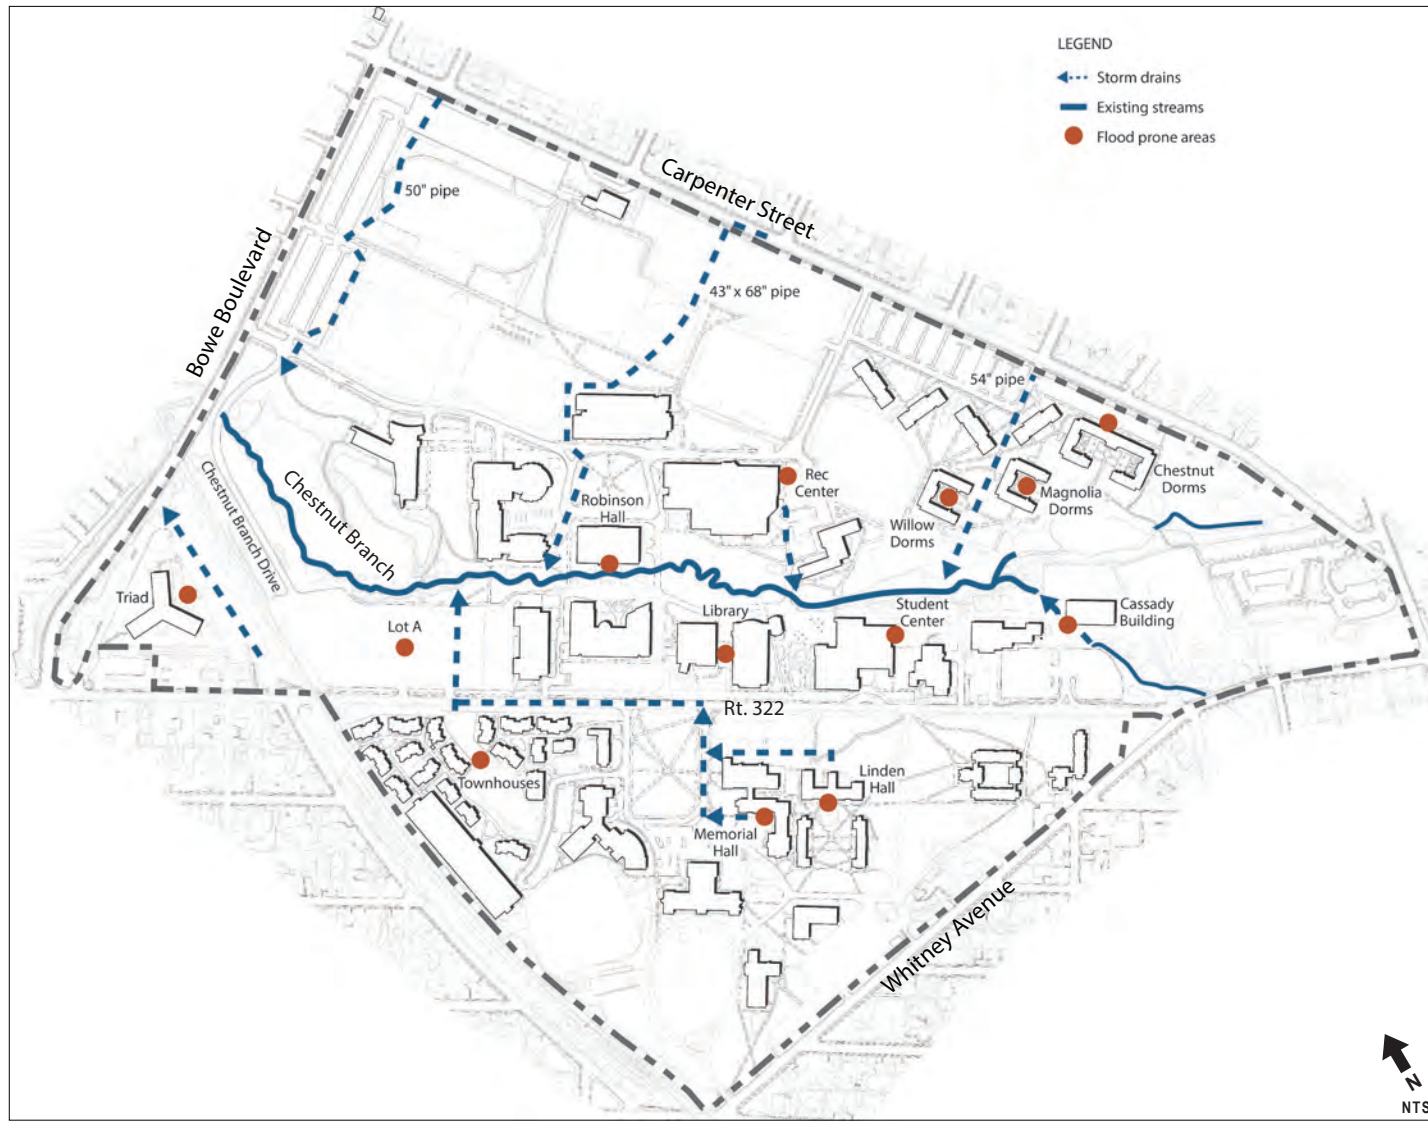 LEGEND
Storm drains
Existing streams
Flood prone areas
Carpenter Street
50" pipe
Bowe Boulevard
43" x 68" pipe
54" pipe
Chestnut
Dorms
Rec
Center
Magnolia
Dorms
Robinson
Hall
Willow
Dorms
Chestnut Branch
Chestnut Branch Drive
Triad
Lot A
Library
Student
Center
Cassady
Building
Rt. 322
Townhouses
Linden
Hall
Memorial
Hall
Whitney Avenue
N
NTS